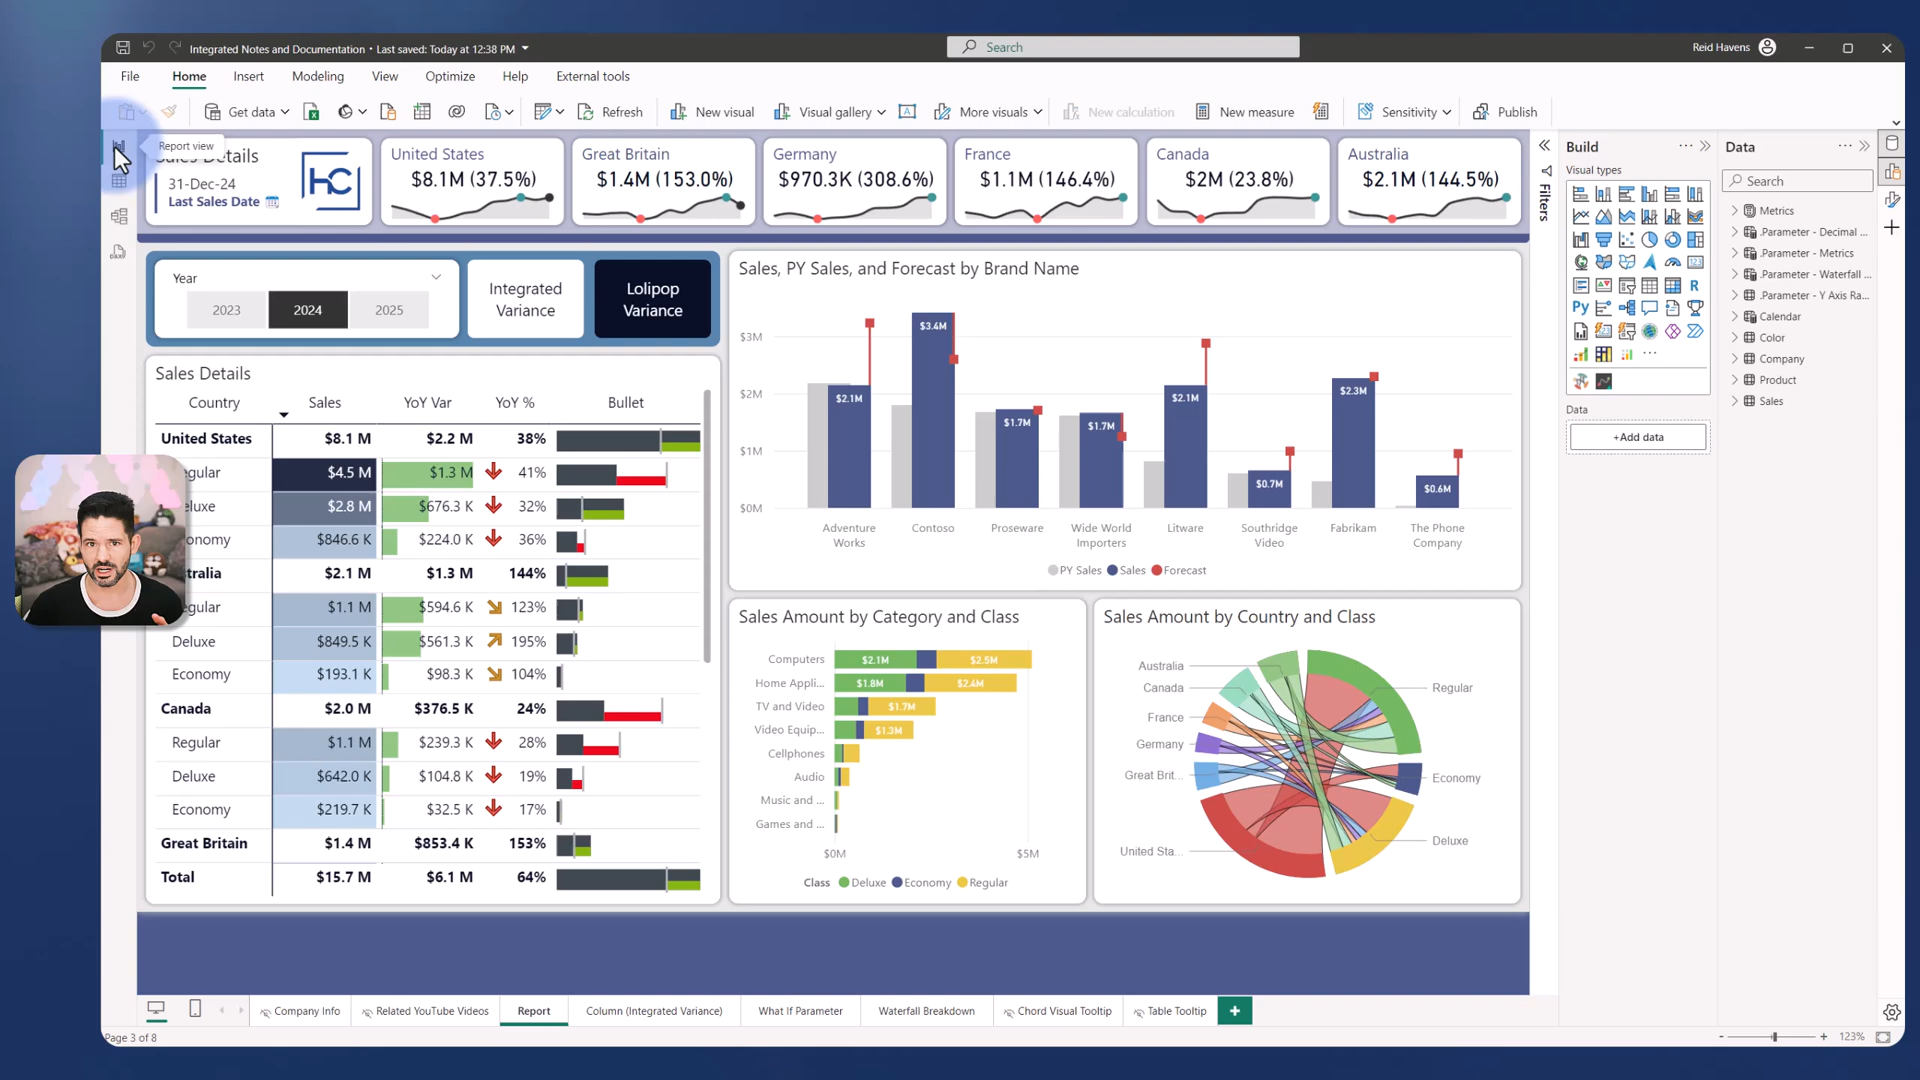 Integrated Notes and Documentation • Last saved: Today at 12:38 PM
Search
Reid Havens
File
Home
Insert
Modeling
View
Optimize
Help
External tools
Get data
Refresh
New visual
Visual gallery
More visuals
New calculation
New measure
Sensitivity
Publish
Report view
Details
31-Dec-24
Last Sales Date
HC
United States
$8.1M (37.5%)
Great Britain
$1.4M (153.0%)
Germany
$970.3K (308.6%)
France
$1.1M (146.4%)
Canada
$2M (23.8%)
Australia
$2.1M (144.5%)
Year
2023
2024
2025
Integrated
Variance
Lolipop
Variance
Sales Details
Country Sales YoY Var YoY % Bullet
United States $8.1 M $2.2 M 38%
gular $4.5 M $1.3 M 41%
eluxe $2.8 M $676.3 K 32%
onomy $846.6 K $224.0 K 36%
tralia $2.1 M $1.3 M 144%
gular $1.1 M $594.6 K 123%
Deluxe $849.5 K $561.3 K 195%
Economy $193.1 K $98.3 K 104%
Canada $2.0 M $376.5 K 24%
Regular $1.1 M $239.3 K 28%
Deluxe $642.0 K $104.8 K 19%
Economy $219.7 K $32.5 K 17%
Great Britain $1.4 M $853.4 K 153%
Total $15.7 M $6.1 M 64%
Sales, PY Sales, and Forecast by Brand Name
$3M
$2M
$1M
$0M
$2.1M
$3.4M
$1.7M
$1.7M
$2.1M
$0.7M
$2.3M
$0.6M
Adventure
Works
Contoso
Proseware
Wide World
Importers
Litware
Southridge
Video
Fabrikam
The Phone
Company
PY Sales Sales Forecast
Sales Amount by Category and Class
Computers $2.1M $2.5M
Home Appli... $1.8M $2.4M
TV and Video $1.7M
Video Equip... $1.3M
Cellphones
Audio
Music and ...
Games and ...
$0M $5M
Class Deluxe Economy Regular
Sales Amount by Country and Class
Australia
Canada
France
Germany
Great Brit...
United Sta...
Regular
Economy
Deluxe
Filters
Build
Visual types
R
Py
123
Data
+Add data
Data
Search
Metrics
.Parameter - Decimal ...
.Parameter - Metrics
.Parameter - Waterfall ...
.Parameter - Y Axis Ra...
Calendar
Color
Company
Product
Sales
Company Info
Related YouTube Videos
Report
Column (Integrated Variance)
What If Parameter
Waterfall Breakdown
Chord Visual Tooltip
Table Tooltip
Page 3 of 8
123%